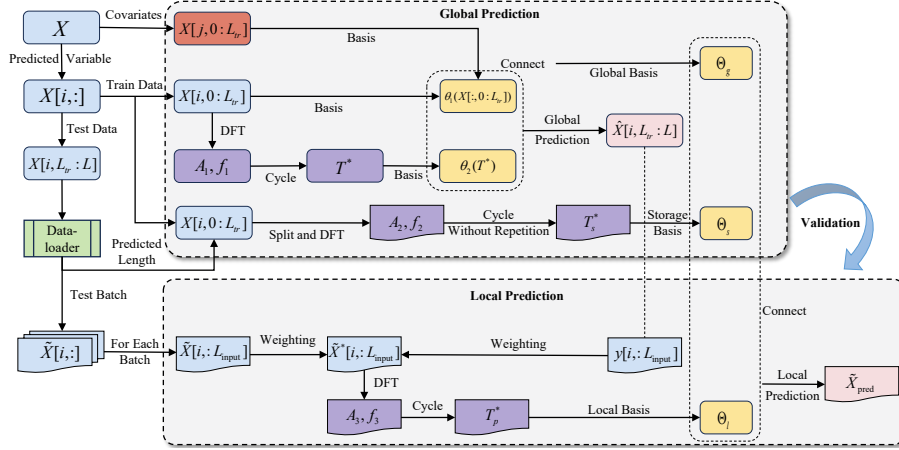 Global Prediction
X
Covariates
X[j,0:L_tr]
Basis
Predicted Variable
Connect
Global Basis
Θ_g
X[i,:]
Train Data
X[i,0:L_tr]
Basis
θ_1(X[:,0:L_tr])
Test Data
DFT
Global
Prediction
X̂[i,L_tr:L]
X[i,L_tr:L]
A_1, f_1
Cycle
T^*
Basis
θ_2(T^*)
Data-
loader
Predicted
Length
X[i,0:L_tr]
Split and DFT
A_2, f_2
Cycle
Without Repetition
T_s^*
Storage
Basis
Θ_s
Validation
Test Batch
Local Prediction
Connect
X̃[i,:]
For Each
Batch
X̃[i,:L_input]
Weighting
X̃^*[i,:L_input]
Weighting
y[i,:L_input]
DFT
Local
Prediction
X̃_pred
A_3, f_3
Cycle
T_p^*
Local Basis
Θ_l